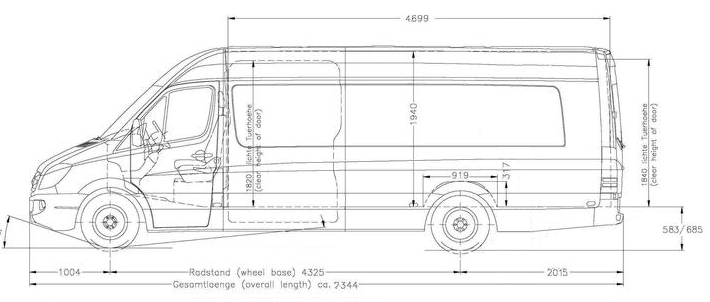 4699
1820 lichte Tuerhoehe
(clear height of door)
1940
919
317
1840 lichte Tuerhoehe
(clear height of door)
583/685
1004
Radstand (wheel base) 4325
2015
Gesamtlaenge (overall length) ca. 7344